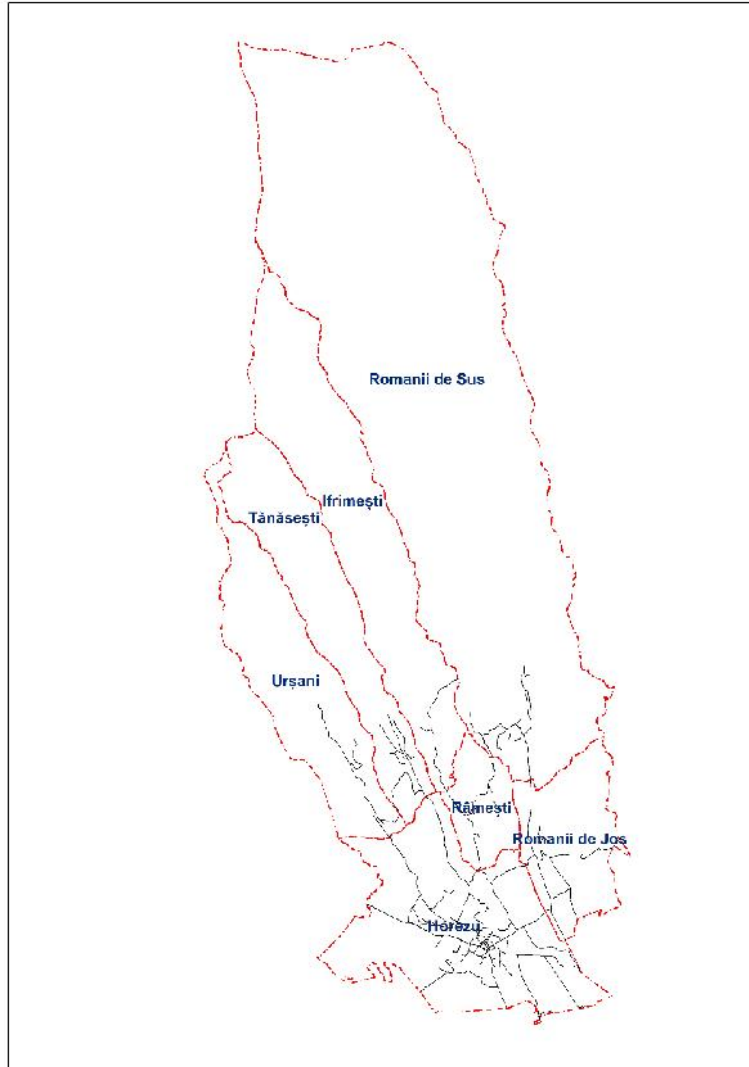 Romanii de Sus
Ifrimești
Tănăsești
Urșani
Râmești
Romanii de Jos
Horezu